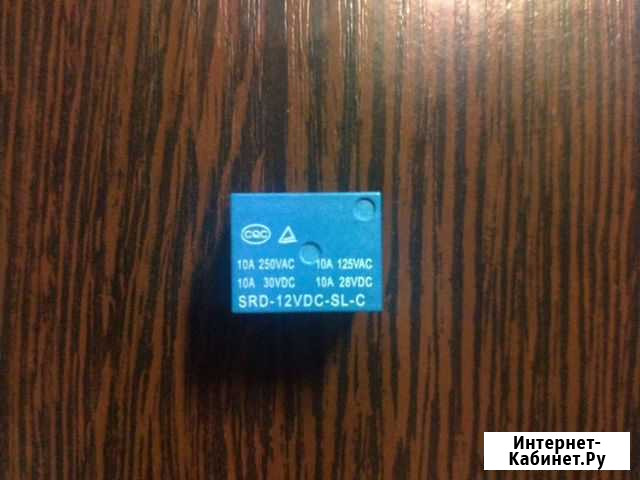 CQC
10A 250VAC 10A 125VAC
10A 30VDC 10A 28VDC
SRD-12VDC-SL-C
Интернет-
Кабинет.Ру